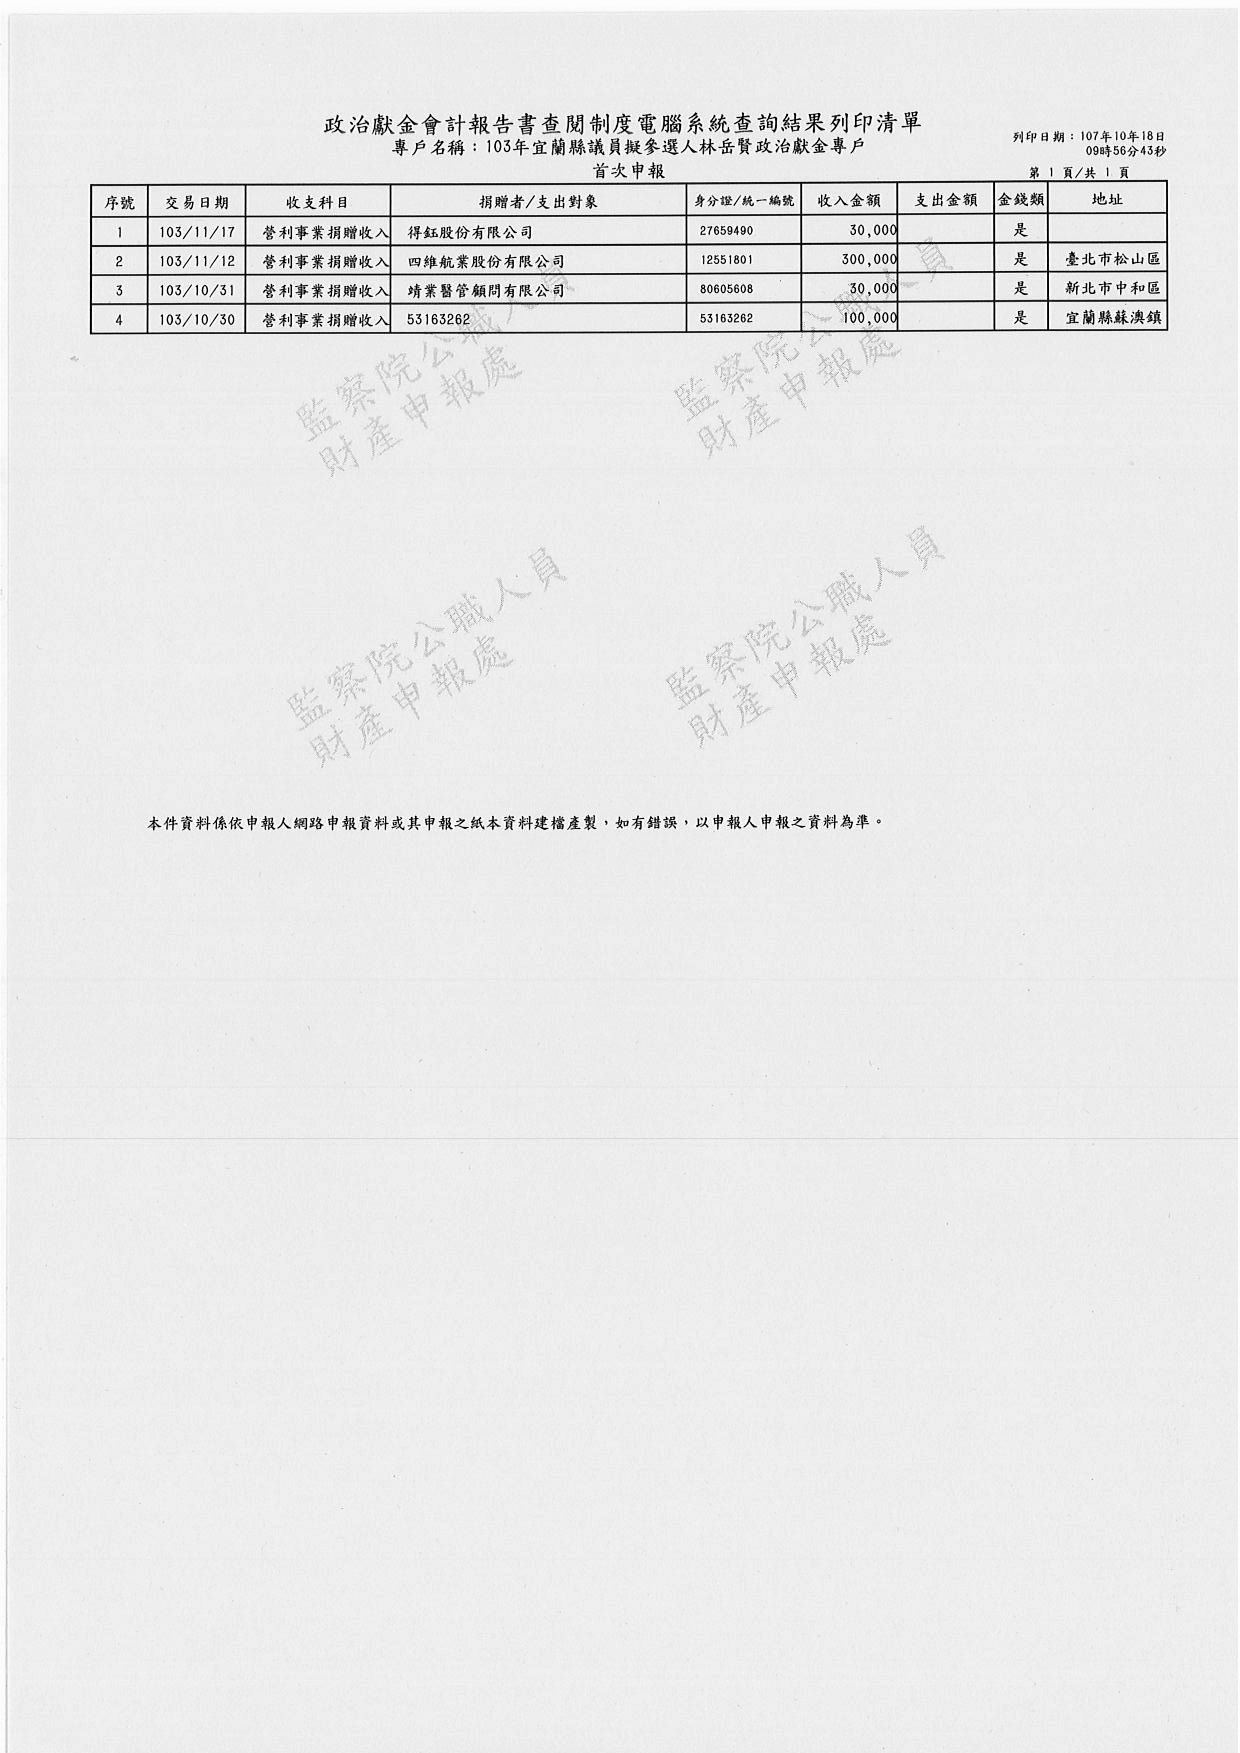 政治獻金會計報告書查閱制度電腦系統查詢結果列印清單
專戶名稱：103年宜蘭縣議員擬參選人林岳賢政治獻金專戶
首次申報
列印日期：107年10年18日
09時56分43秒
第 1 頁/共 1 頁
序號 交易日期 收支科目 捐贈者/支出對象 身分證/統一編號 收入金額 支出金額 金錢類 地址
1 103/11/17 營利事業捐贈收入 得鈺股份有限公司 27659490 30,000 是
2 103/11/12 營利事業捐贈收入 四維航業股份有限公司 12551801 300,000 是 臺北市松山區
3 103/10/31 營利事業捐贈收入 靖業醫管顧問有限公司 80605608 30,000 是 新北市中和區
4 103/10/30 營利事業捐贈收入 53163262 53163262 100,000 是 宜蘭縣蘇澳鎮
監察院公職人員
財產申報處
監察院公職人員
財產申報處
監察院公職人員
財產申報處
監察院公職人員
財產申報處
本件資料係依申報人網路申報資料或其申報之紙本資料建檔產製，如有錯誤，以申報人申報之資料為準。